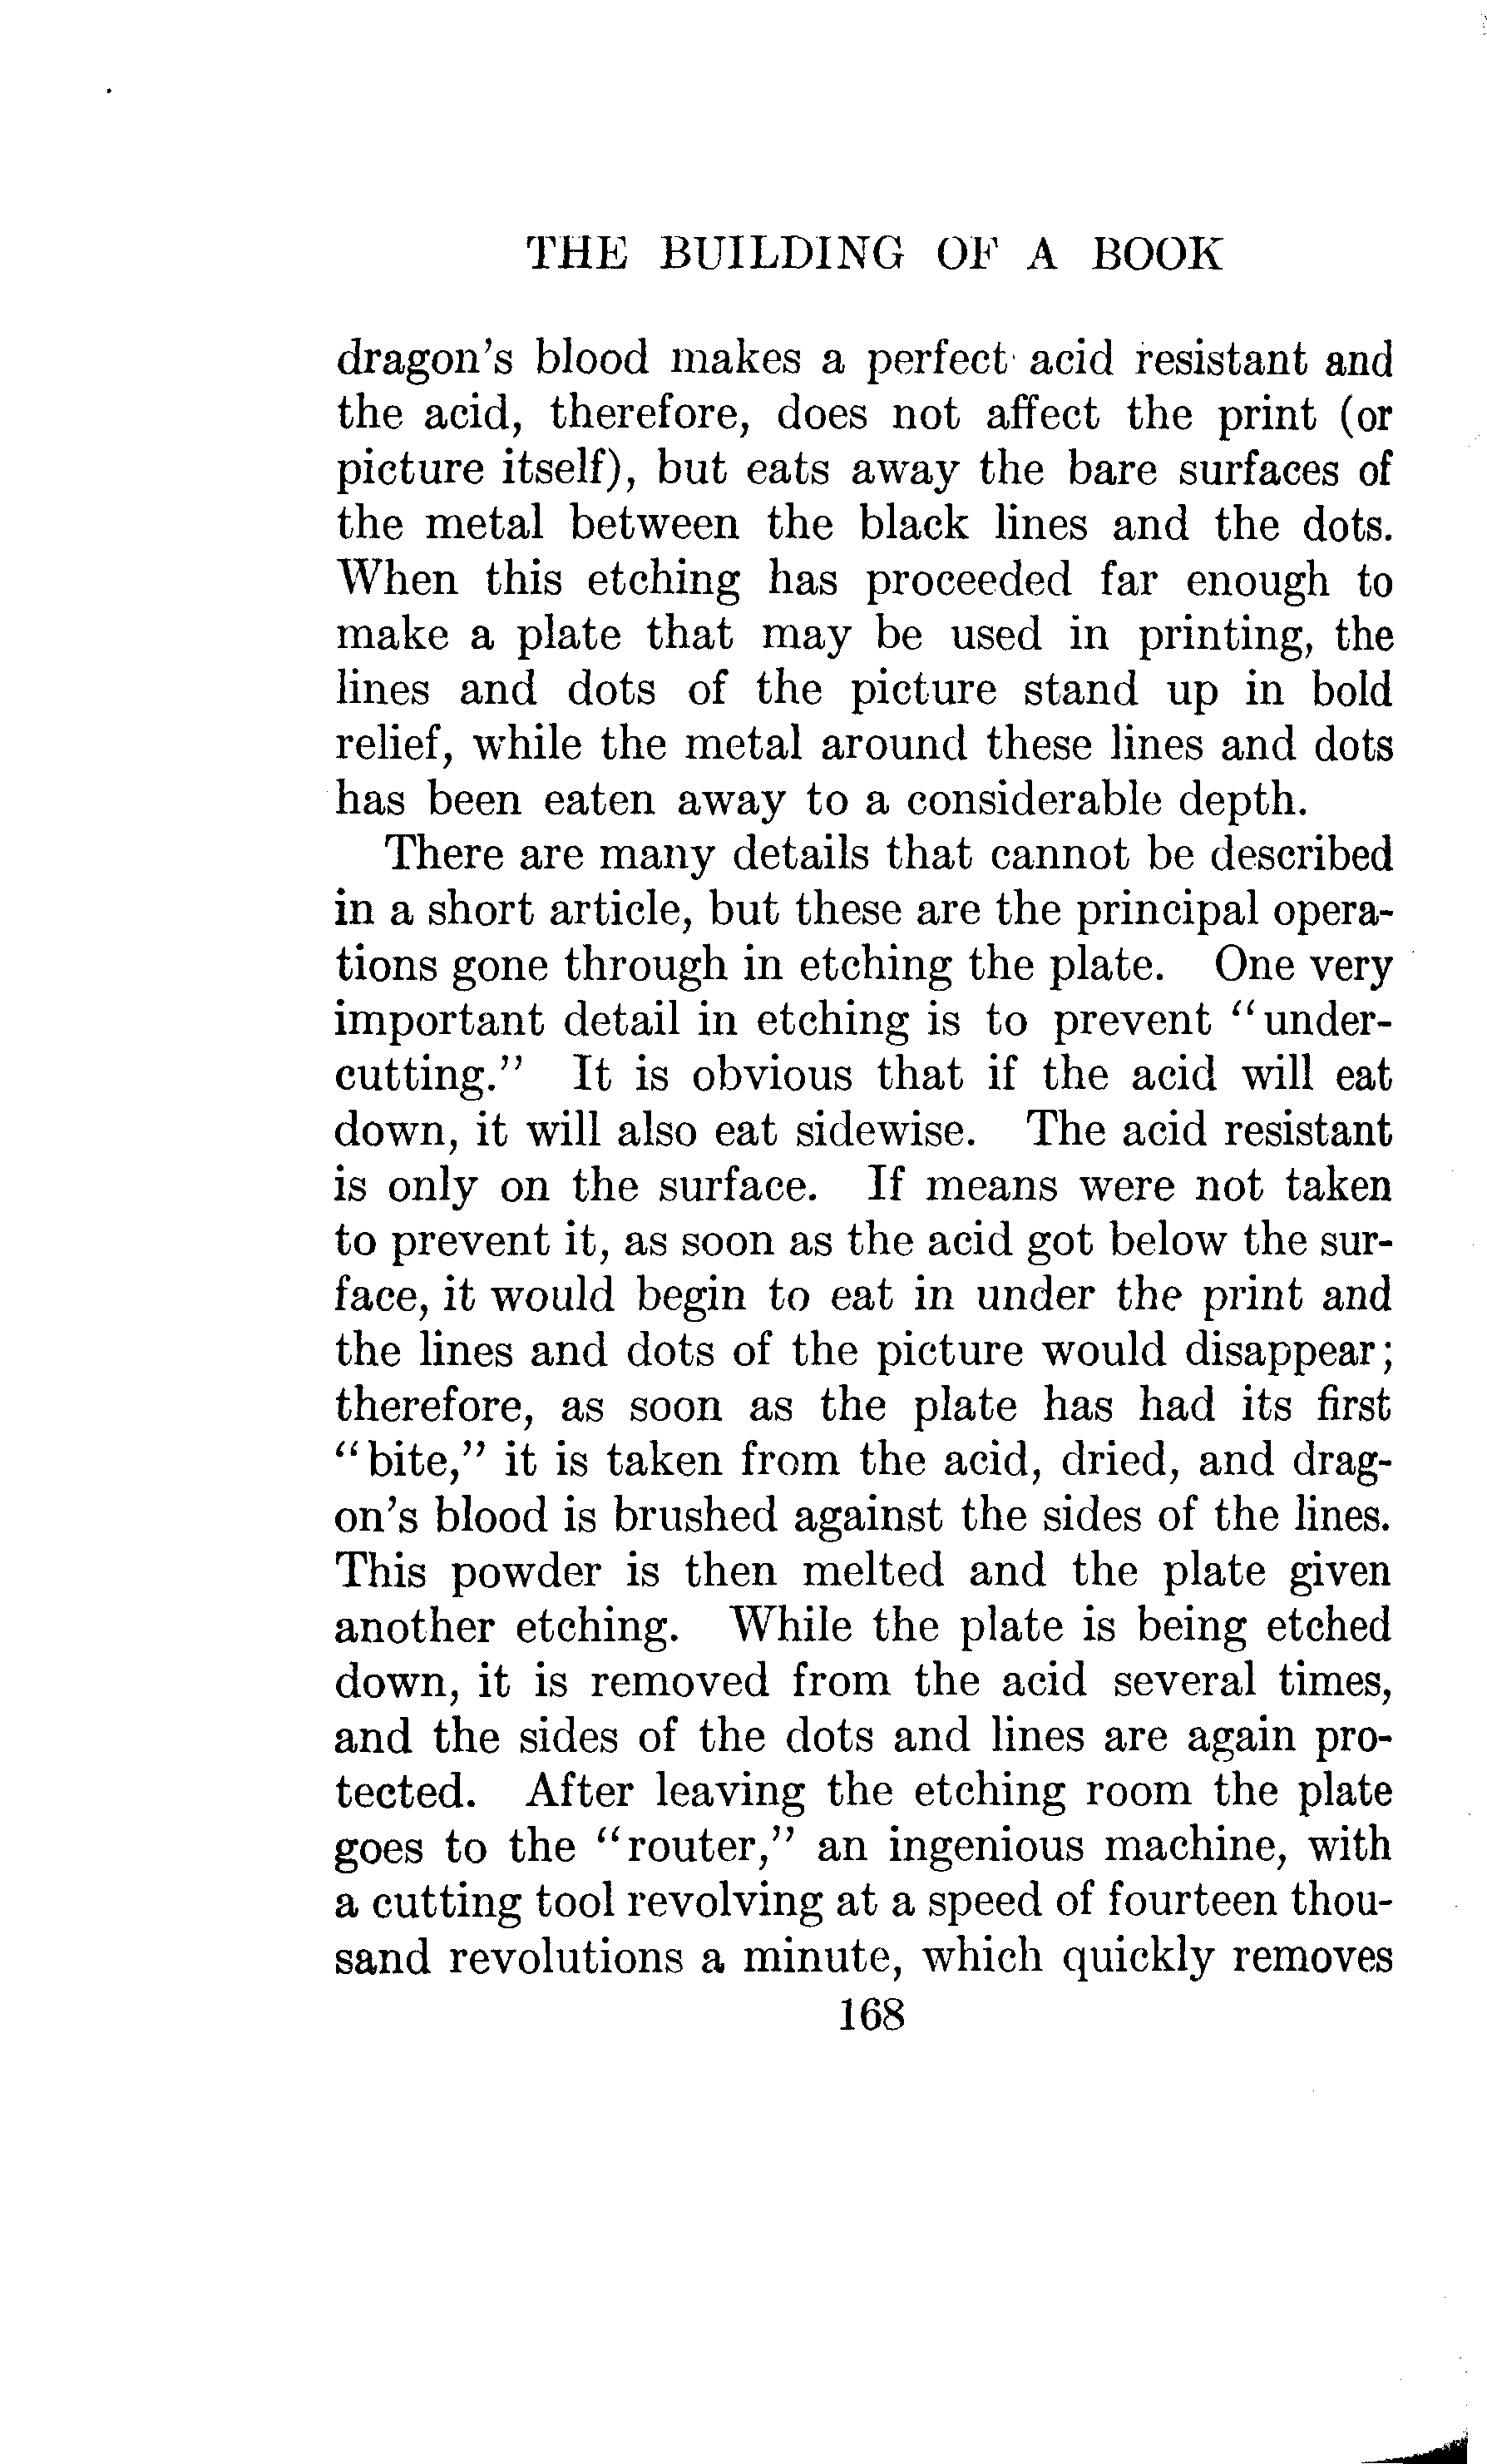 THE BUILDING OF A BOOK
dragon's blood makes a perfect acid resistant and
the acid, therefore, does not affect the print (or
picture itself), but eats away the bare surfaces of
the metal between the black lines and the dots.
When this etching has proceeded far enough to
make a plate that may be used in printing, the
lines and dots of the picture stand up in bold
relief, while the metal around these lines and dots
has been eaten away to a considerable depth.
There are many details that cannot be described
in a short article, but these are the principal opera-
tions gone through in etching the plate. One very
important detail in etching is to prevent "under-
cutting." It is obvious that if the acid will eat
down, it will also eat sidewise. The acid resistant
is only on the surface. If means were not taken
to prevent it, as soon as the acid got below the sur-
face, it would begin to eat in under the print and
the lines and dots of the picture would disappear;
therefore, as soon as the plate has had its first
"bite," it is taken from the acid, dried, and drag-
on's blood is brushed against the sides of the lines.
This powder is then melted and the plate given
another etching. While the plate is being etched
down, it is removed from the acid several times,
and the sides of the dots and lines are again pro-
tected. After leaving the etching room the plate
goes to the "router," an ingenious machine, with
a cutting tool revolving at a speed of fourteen thou-
sand revolutions a minute, which quickly removes
168